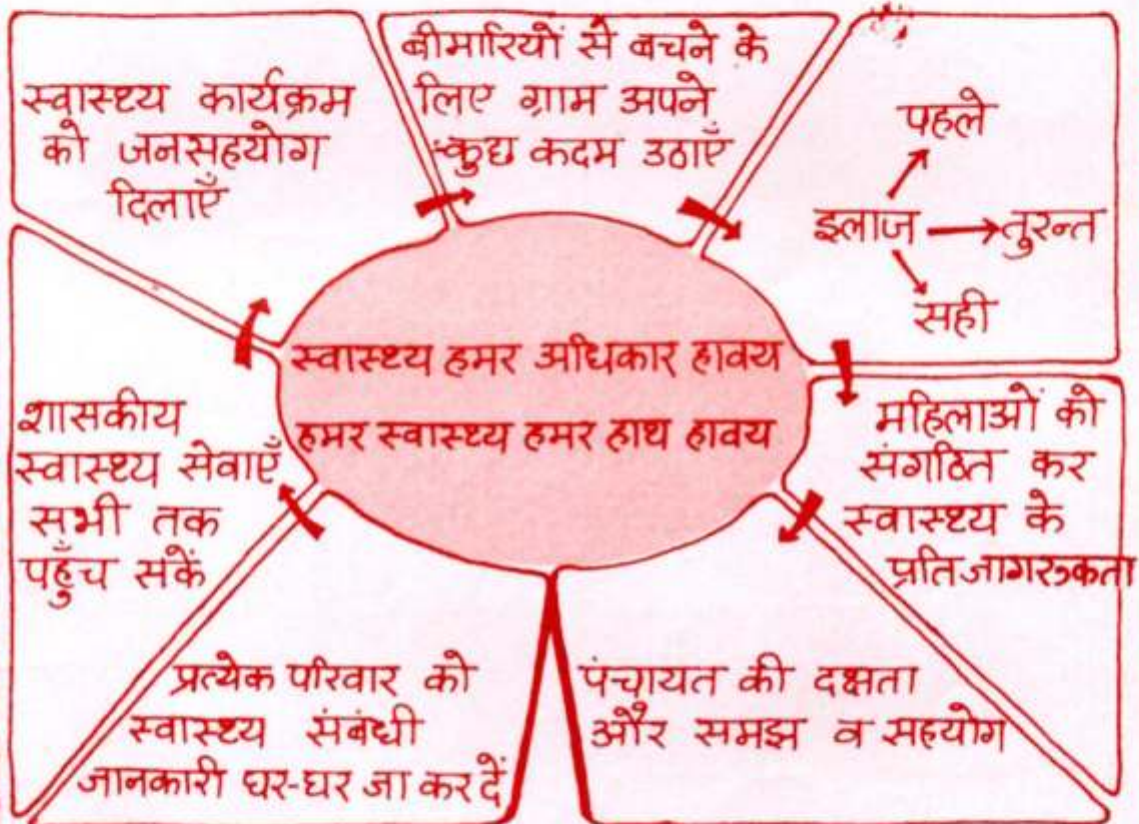 स्वास्थ्य कार्यक्रम
को जनसहयोग
दिलाएँ
बीमारियों से बचने के
लिए ग्राम अपने
कुछ कदम उठाएँ
पहले
इलाज → तुरन्त
सही
स्वास्थ्य हमर अधिकार हावय
हमर स्वास्थ्य हमर हाथ हावय
महिलाओं को
संगठित कर
स्वास्थ्य के
प्रति जागरुकता
पंचायत की दक्षता
और समझ व सहयोग
प्रत्येक परिवार को
स्वास्थ्य संबंधी
जानकारी घर-घर जा कर दें
शासकीय
स्वास्थ्य सेवाएँ
सभी तक
पहुँच सकें